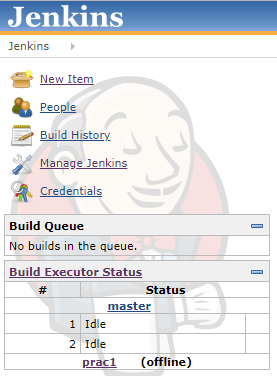 Jenkins
Jenkins
New Item
People
Build History
Manage Jenkins
Credentials
Build Queue
No builds in the queue.
Build Executor Status
# Status
master
1 Idle
2 Idle
prac1 (offline)